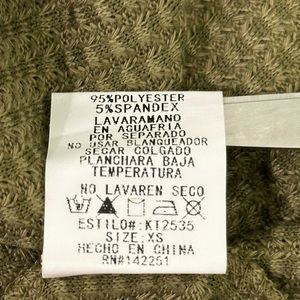 95%POLYESTER
5%SPANDEX
LAVARAMANO
EN AGUAFRIA
POR SEPARADO
NO USAR BLANQUEADOR
SECAR COLGADO
PLANCHARA BAJA
TEMPERATURA
NO LAVAREN SECO
ESTILO#:KT2535
SIZE:XS
HECHO EN CHINA
RN#142251